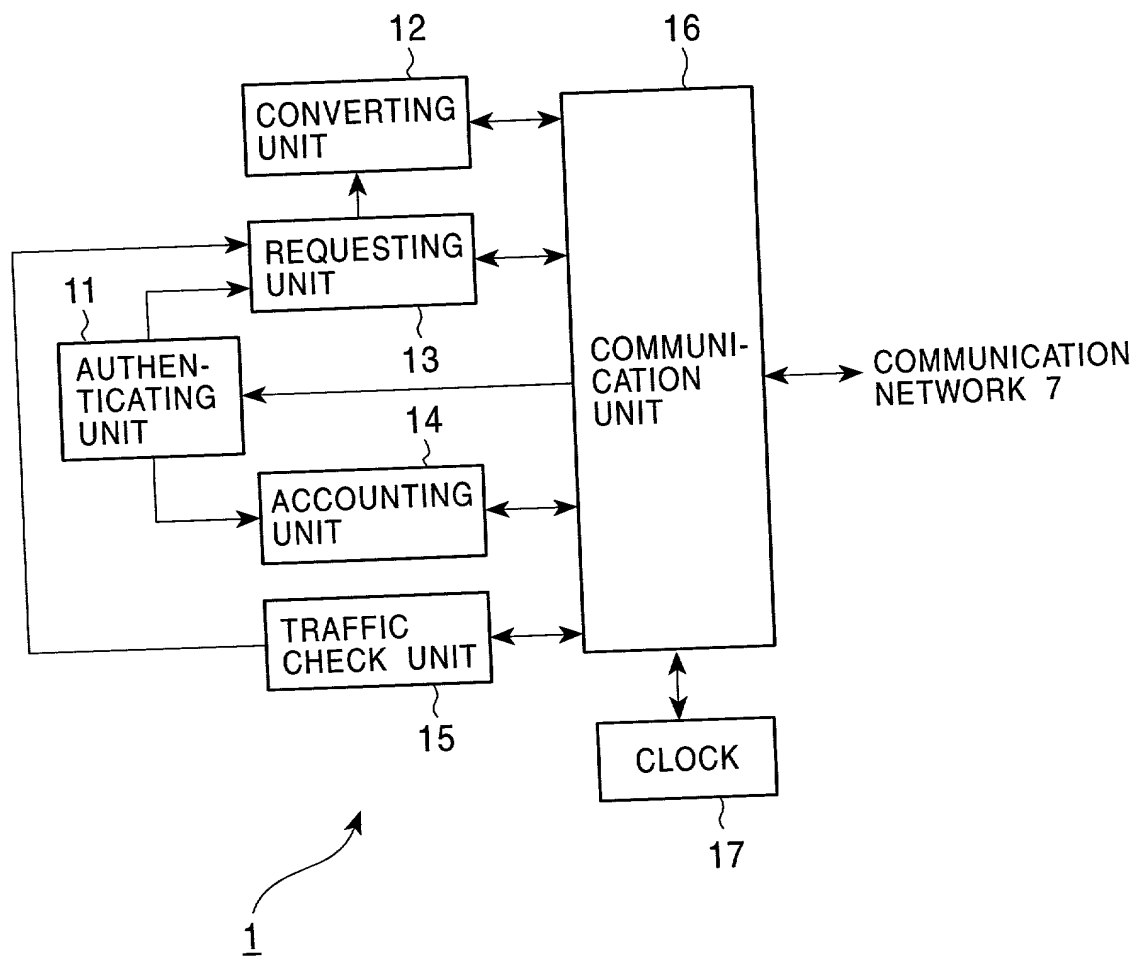 12
16
CONVERTING
UNIT
REQUESTING
UNIT
11
13
AUTHEN-
TICATING
UNIT
COMMUNI-
CATION
UNIT
COMMUNICATION
NETWORK 7
14
ACCOUNTING
UNIT
TRAFFIC
CHECK UNIT
15
CLOCK
17
1